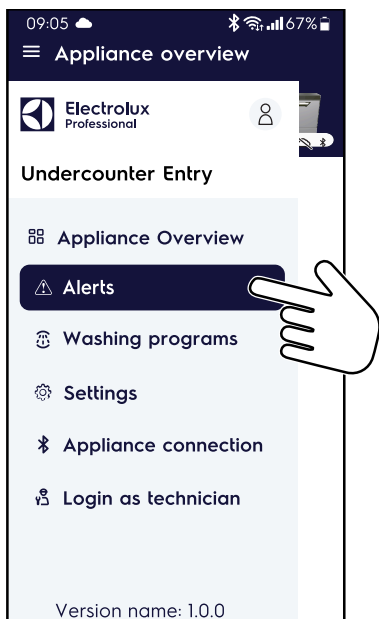 09:05 67%
Appliance overview
Electrolux
Professional
Undercounter Entry
Appliance Overview
Alerts
Washing programs
Settings
Appliance connection
Login as technician
Version name: 1.0.0